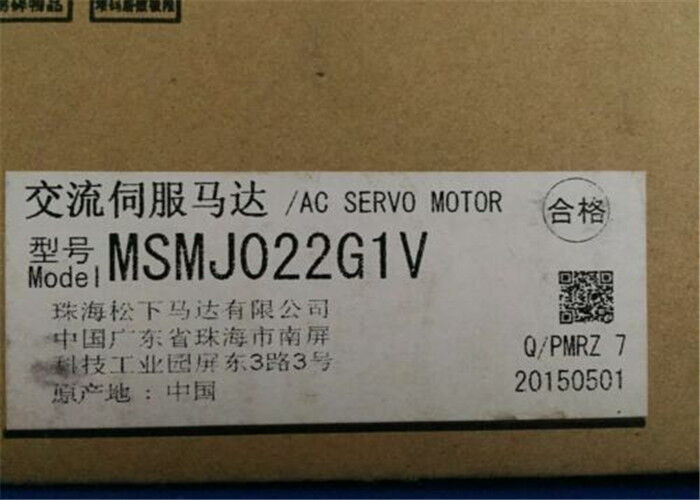 交流伺服马达 /AC SERVO MOTOR
合格
型号
Model MSMJ022G1V
珠海松下马达有限公司
中国广东省珠海市南屏
科技工业园屏东3路3号
原产地：中国
Q/PMRZ 7
20150501